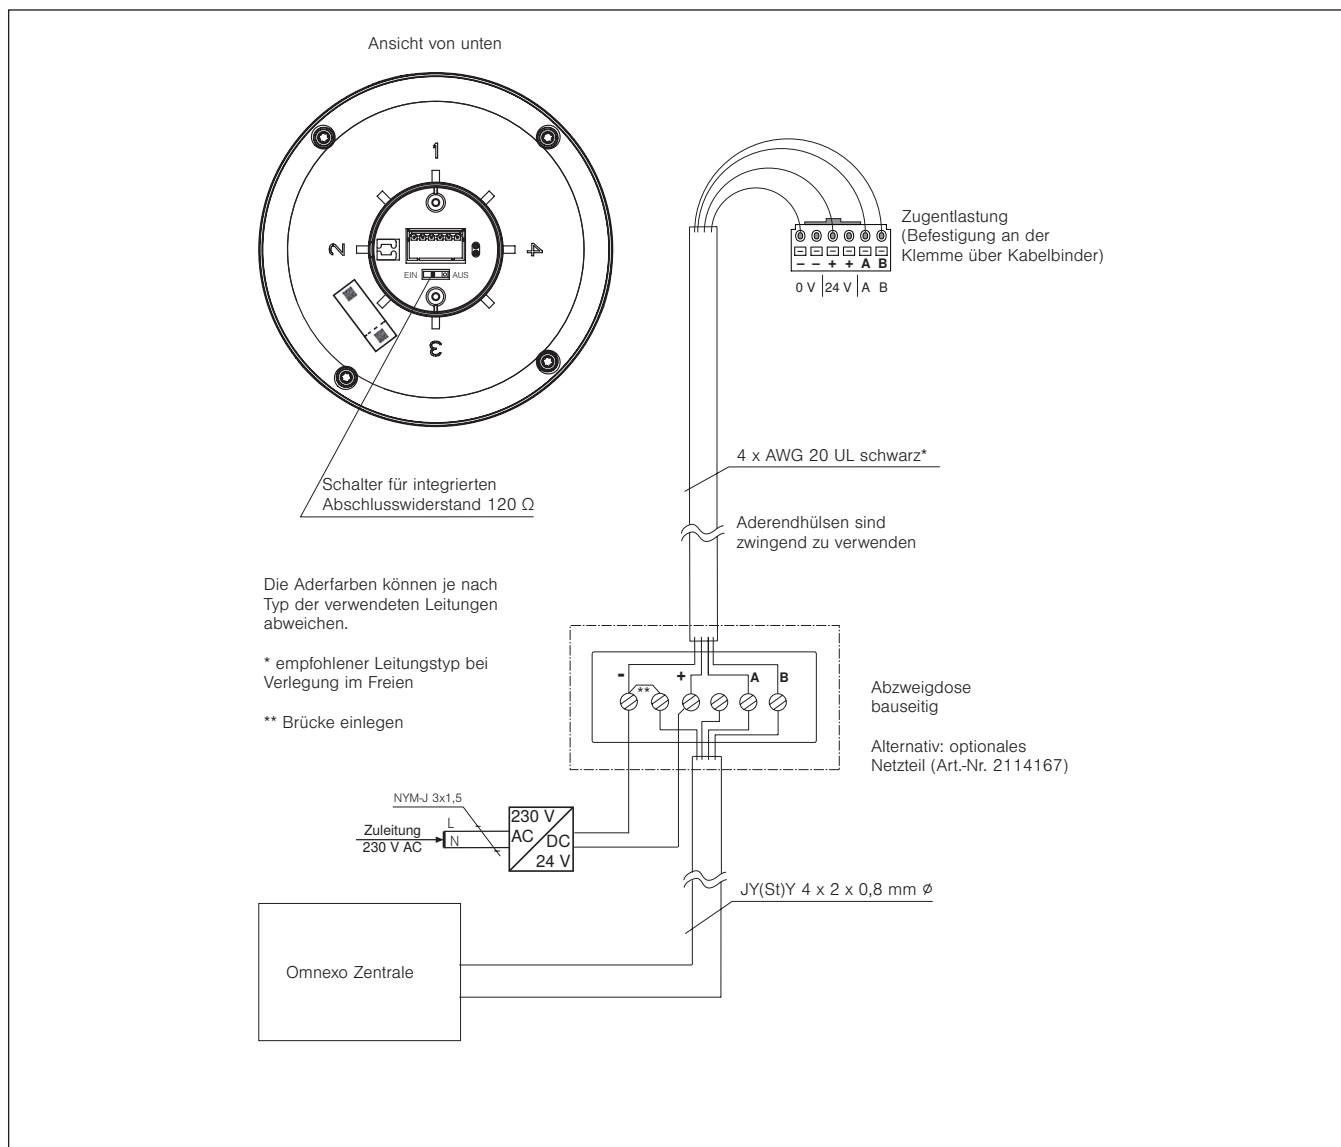 Ansicht von unten
1
2
4
EIN
AUS
3
Schalter für integrierten
Abschlusswiderstand 120 Ω
Zugentlastung
(Befestigung an der
Klemme über Kabelbinder)
– – + + A B
0 V 24 V A B
4 x AWG 20 UL schwarz*
Aderendhülsen sind
zwingend zu verwenden
Die Aderfarben können je nach
Typ der verwendeten Leitungen
abweichen.
* empfohlener Leitungstyp bei
Verlegung im Freien
** Brücke einlegen
- ** + A B
Abzweigdose
bauseitig
Alternativ: optionales
Netzteil (Art.-Nr. 2114167)
NYM-J 3x1,5
Zuleitung
230 V AC
L
N
230 V
AC
DC
24 V
JY(St)Y 4 x 2 x 0,8 mm ø
Omnexo Zentrale